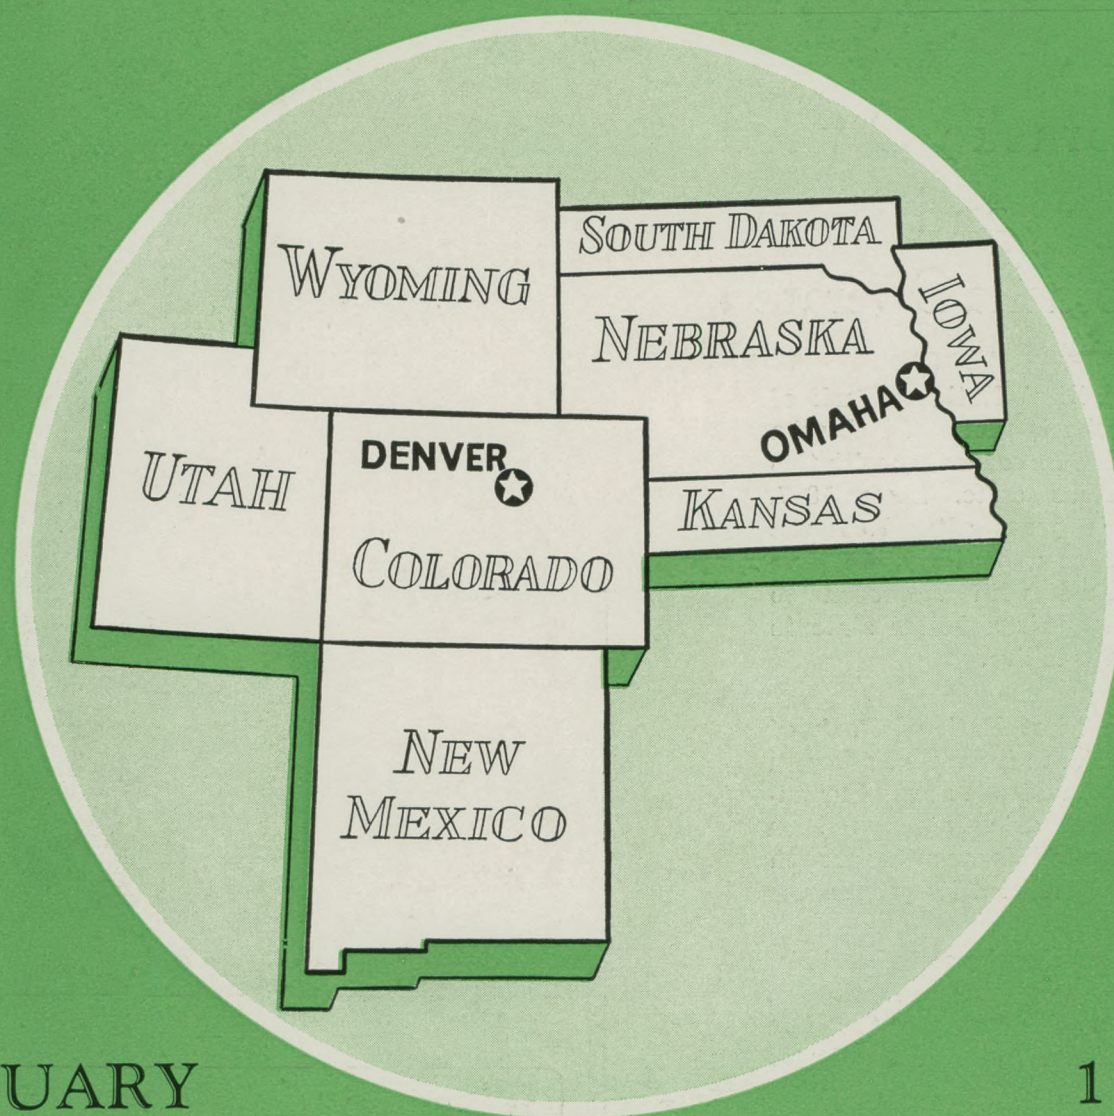 WYOMING
SOUTH DAKOTA
IOWA
NEBRASKA
OMAHA
DENVER
UTAH
KANSAS
COLORADO
NEW
MEXICO
UARY
1